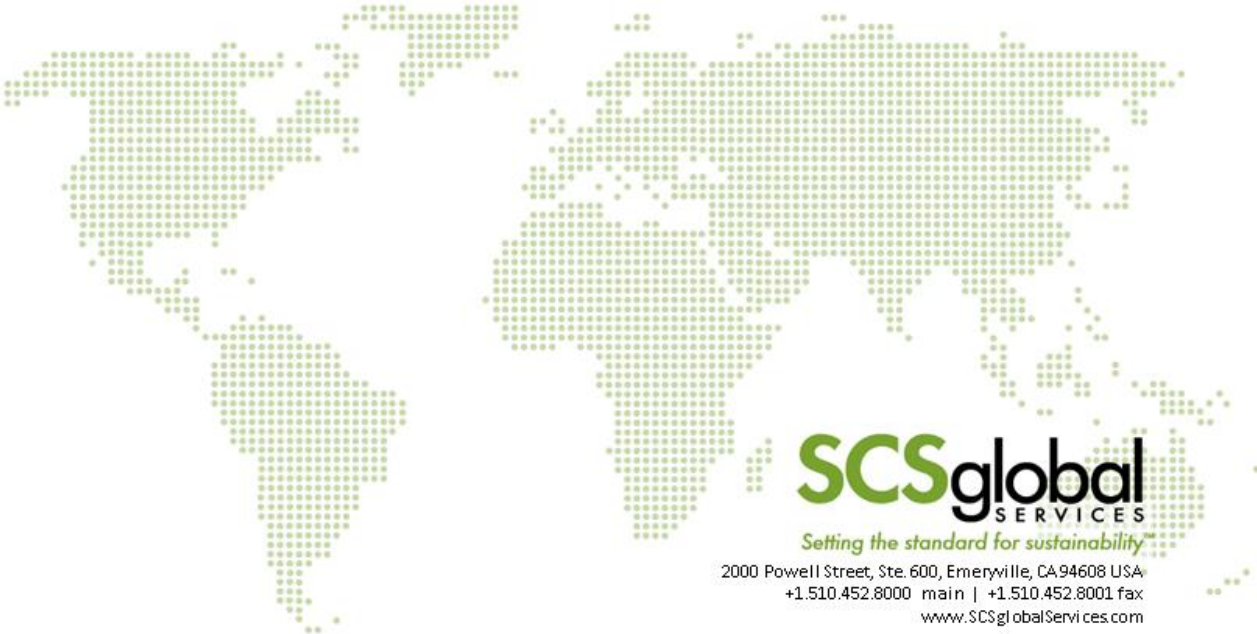 SCSglobal
SERVICES
Setting the standard for sustainability™
2000 Powell Street, Ste. 600, Emeryville, CA 94608 USA
+1.510.452.8000 main | +1.510.452.8001 fax
www.SCSglobalServices.com